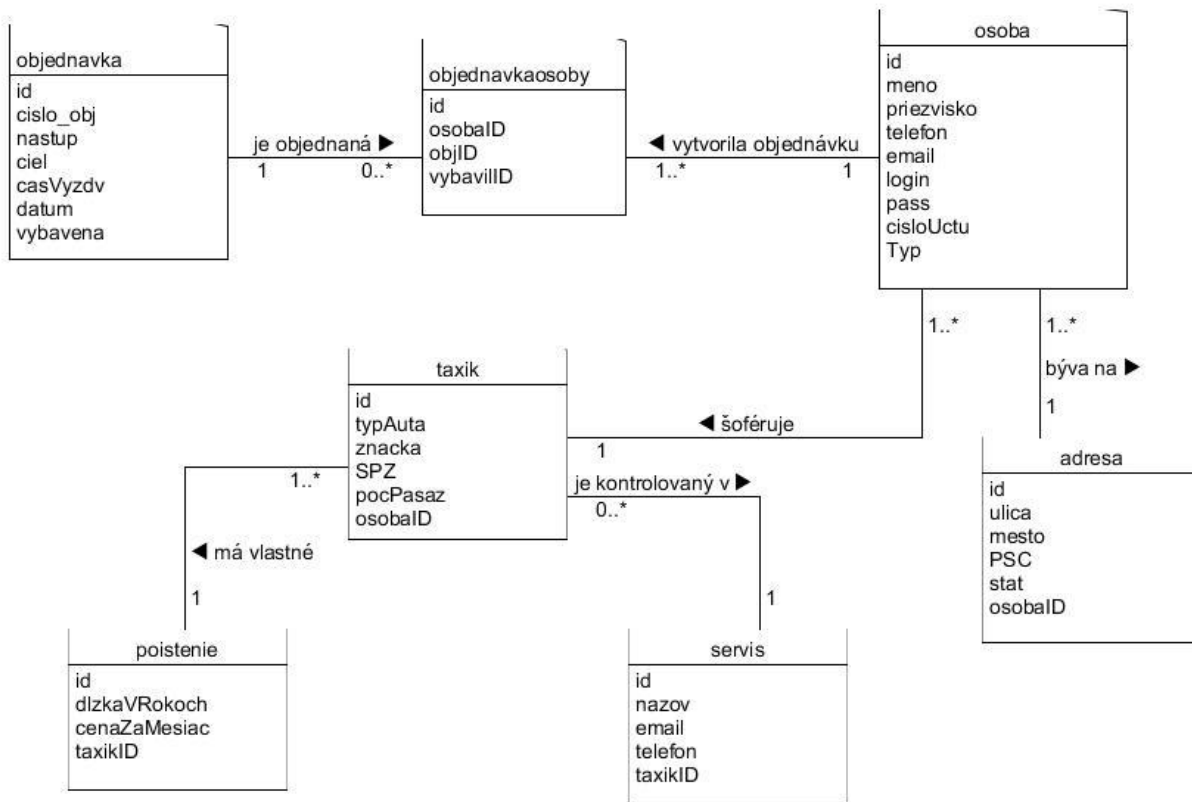 objednavka
id
cislo_obj
nastup
ciel
casVyzdv
datum
vybavena
je objednaná ▶
1
0..*
objednavkaosoby
id
osobaID
objID
vybavilID
◀ vytvorila objednávku
1..*
1
osoba
id
meno
priezvisko
telefon
email
login
pass
cisloUctu
Typ
1..*
1..*
býva na ▶
1
◀ šoféruje
1
taxik
id
typAuta
znacka
SPZ
pocPasaz
osobaID
1..*
je kontrolovaný v ▶
0..*
◀ má vlastné
1
1
adresa
id
ulica
mesto
PSC
stat
osobaID
poistenie
id
dlzkaVRokoch
cenaZaMesiac
taxikID
servis
id
nazov
email
telefon
taxikID